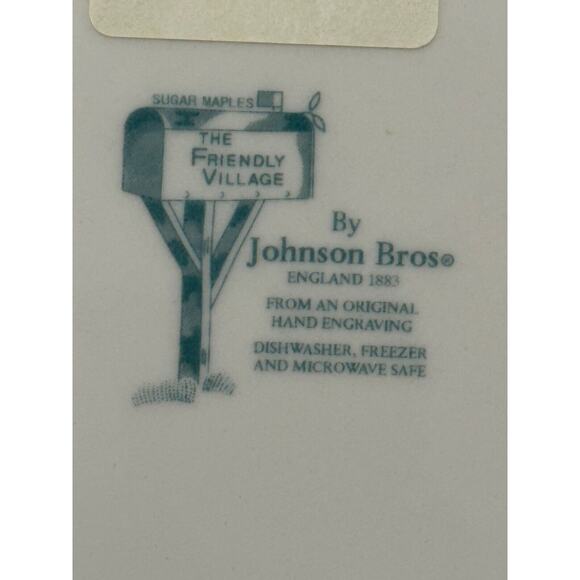 SUGAR MAPLES
THE
FRIENDLY
VILLAGE
By
Johnson Bros®
ENGLAND 1883
FROM AN ORIGINAL
HAND ENGRAVING
DISHWASHER, FREEZER
AND MICROWAVE SAFE